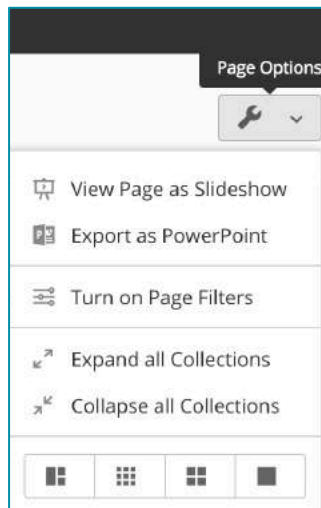 Page Options
View Page as Slideshow
Export as PowerPoint
Turn on Page Filters
Expand all Collections
Collapse all Collections